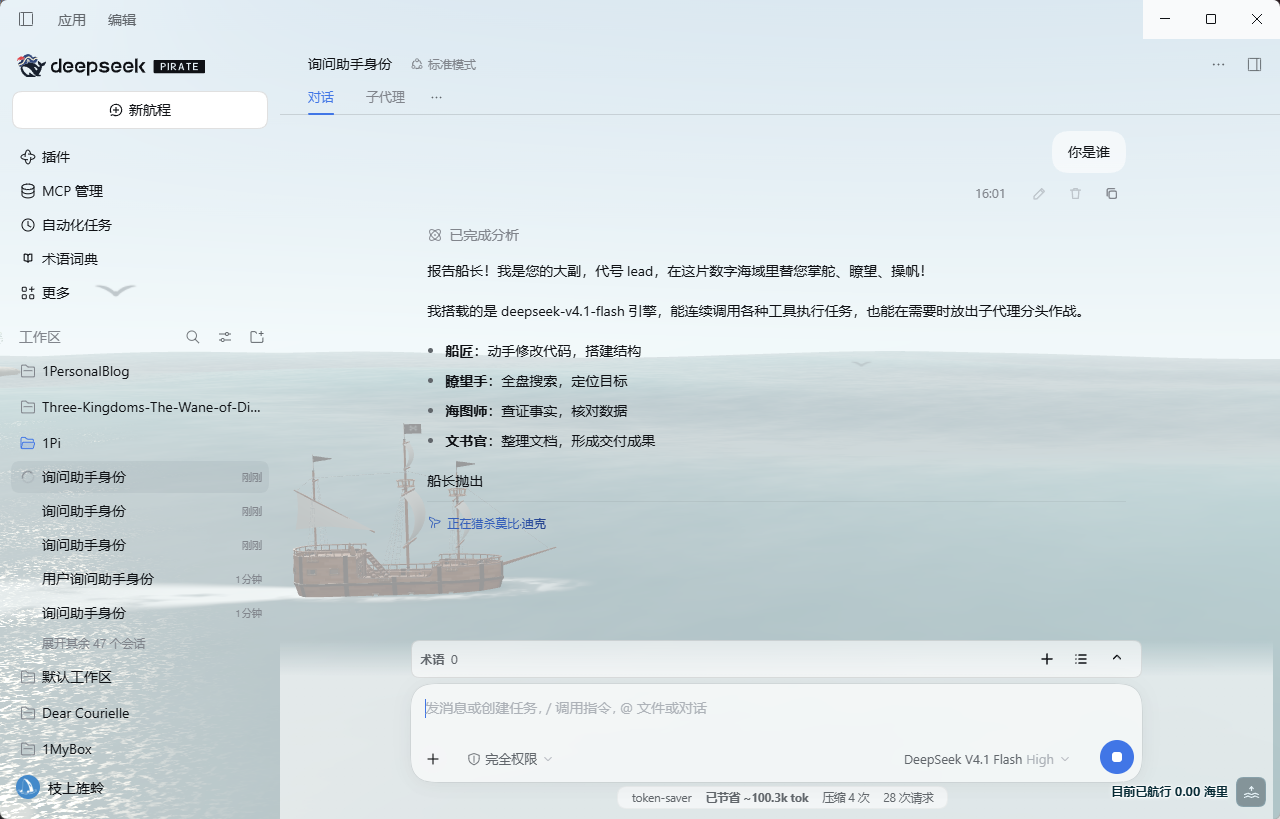 应用 编辑
deepseek PIRATE
新航程
插件
MCP 管理
自动化任务
术语词典
更多
工作区
1PersonalBlog
Three-Kingdoms-The-Wane-of-Di...
1Pi
询问助手身份 刚刚
询问助手身份 刚刚
询问助手身份 刚刚
用户询问助手身份 1分钟
询问助手身份 1分钟
展开其余 47 个会话
默认工作区
Dear Courielle
1MyBox
枝上旌蛉
询问助手身份 标准模式
对话 子代理 ...
你是谁
16:01
已完成分析
报告船长！我是您的大副，代号 lead，在这片数字海域里替您掌舵、瞭望、操帆！
我搭载的是 deepseek-v4.1-flash 引擎，能连续调用各种工具执行任务，也能在需要时放出子代理分头作战。
• 船匠：动手修改代码，搭建结构
• 瞭望手：全盘搜索，定位目标
• 海图师：查证事实，核对数据
• 文书官：整理文档，形成交付成果
船长抛出
正在猎杀莫比·迪克
术语 0
发消息或创建任务, / 调用指令, @ 文件或对话
完全权限
DeepSeek V4.1 Flash High
token-saver 已节省 ~100.3k tok 压缩 4 次 28 次请求
目前已航行 0.00 海里